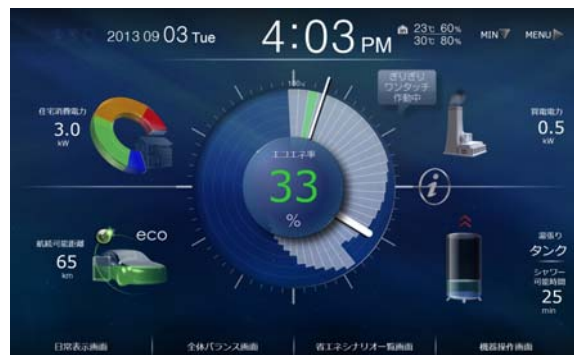 2013 09 03 Tue
4:03 PM
23℃ 60%
30℃ 80%
MIN
MENU
100%
ぎりぎり
ワンタッチ
作動中
住宅消費電力
3.0
kW
買電電力
0.5
kW
エコエネ率
33
%
i
eco
航続可能距離
65
km
湯張り
タンク
シャワー
可能時間
25
min
日常表示画面
全体バランス画面
省エネシナリオ一覧画面
機器操作画面